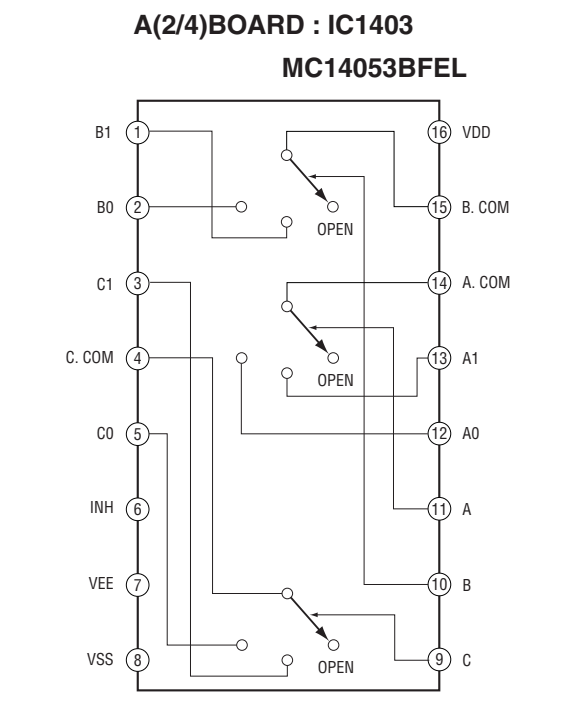 A(2/4)BOARD : IC1403
MC14053BFEL
B1 1 16 VDD
B0 2 OPEN 15 B. COM
C1 3 14 A. COM
C. COM 4 OPEN 13 A1
C0 5 12 A0
INH 6 11 A
VEE 7 10 B
VSS 8 OPEN 9 C